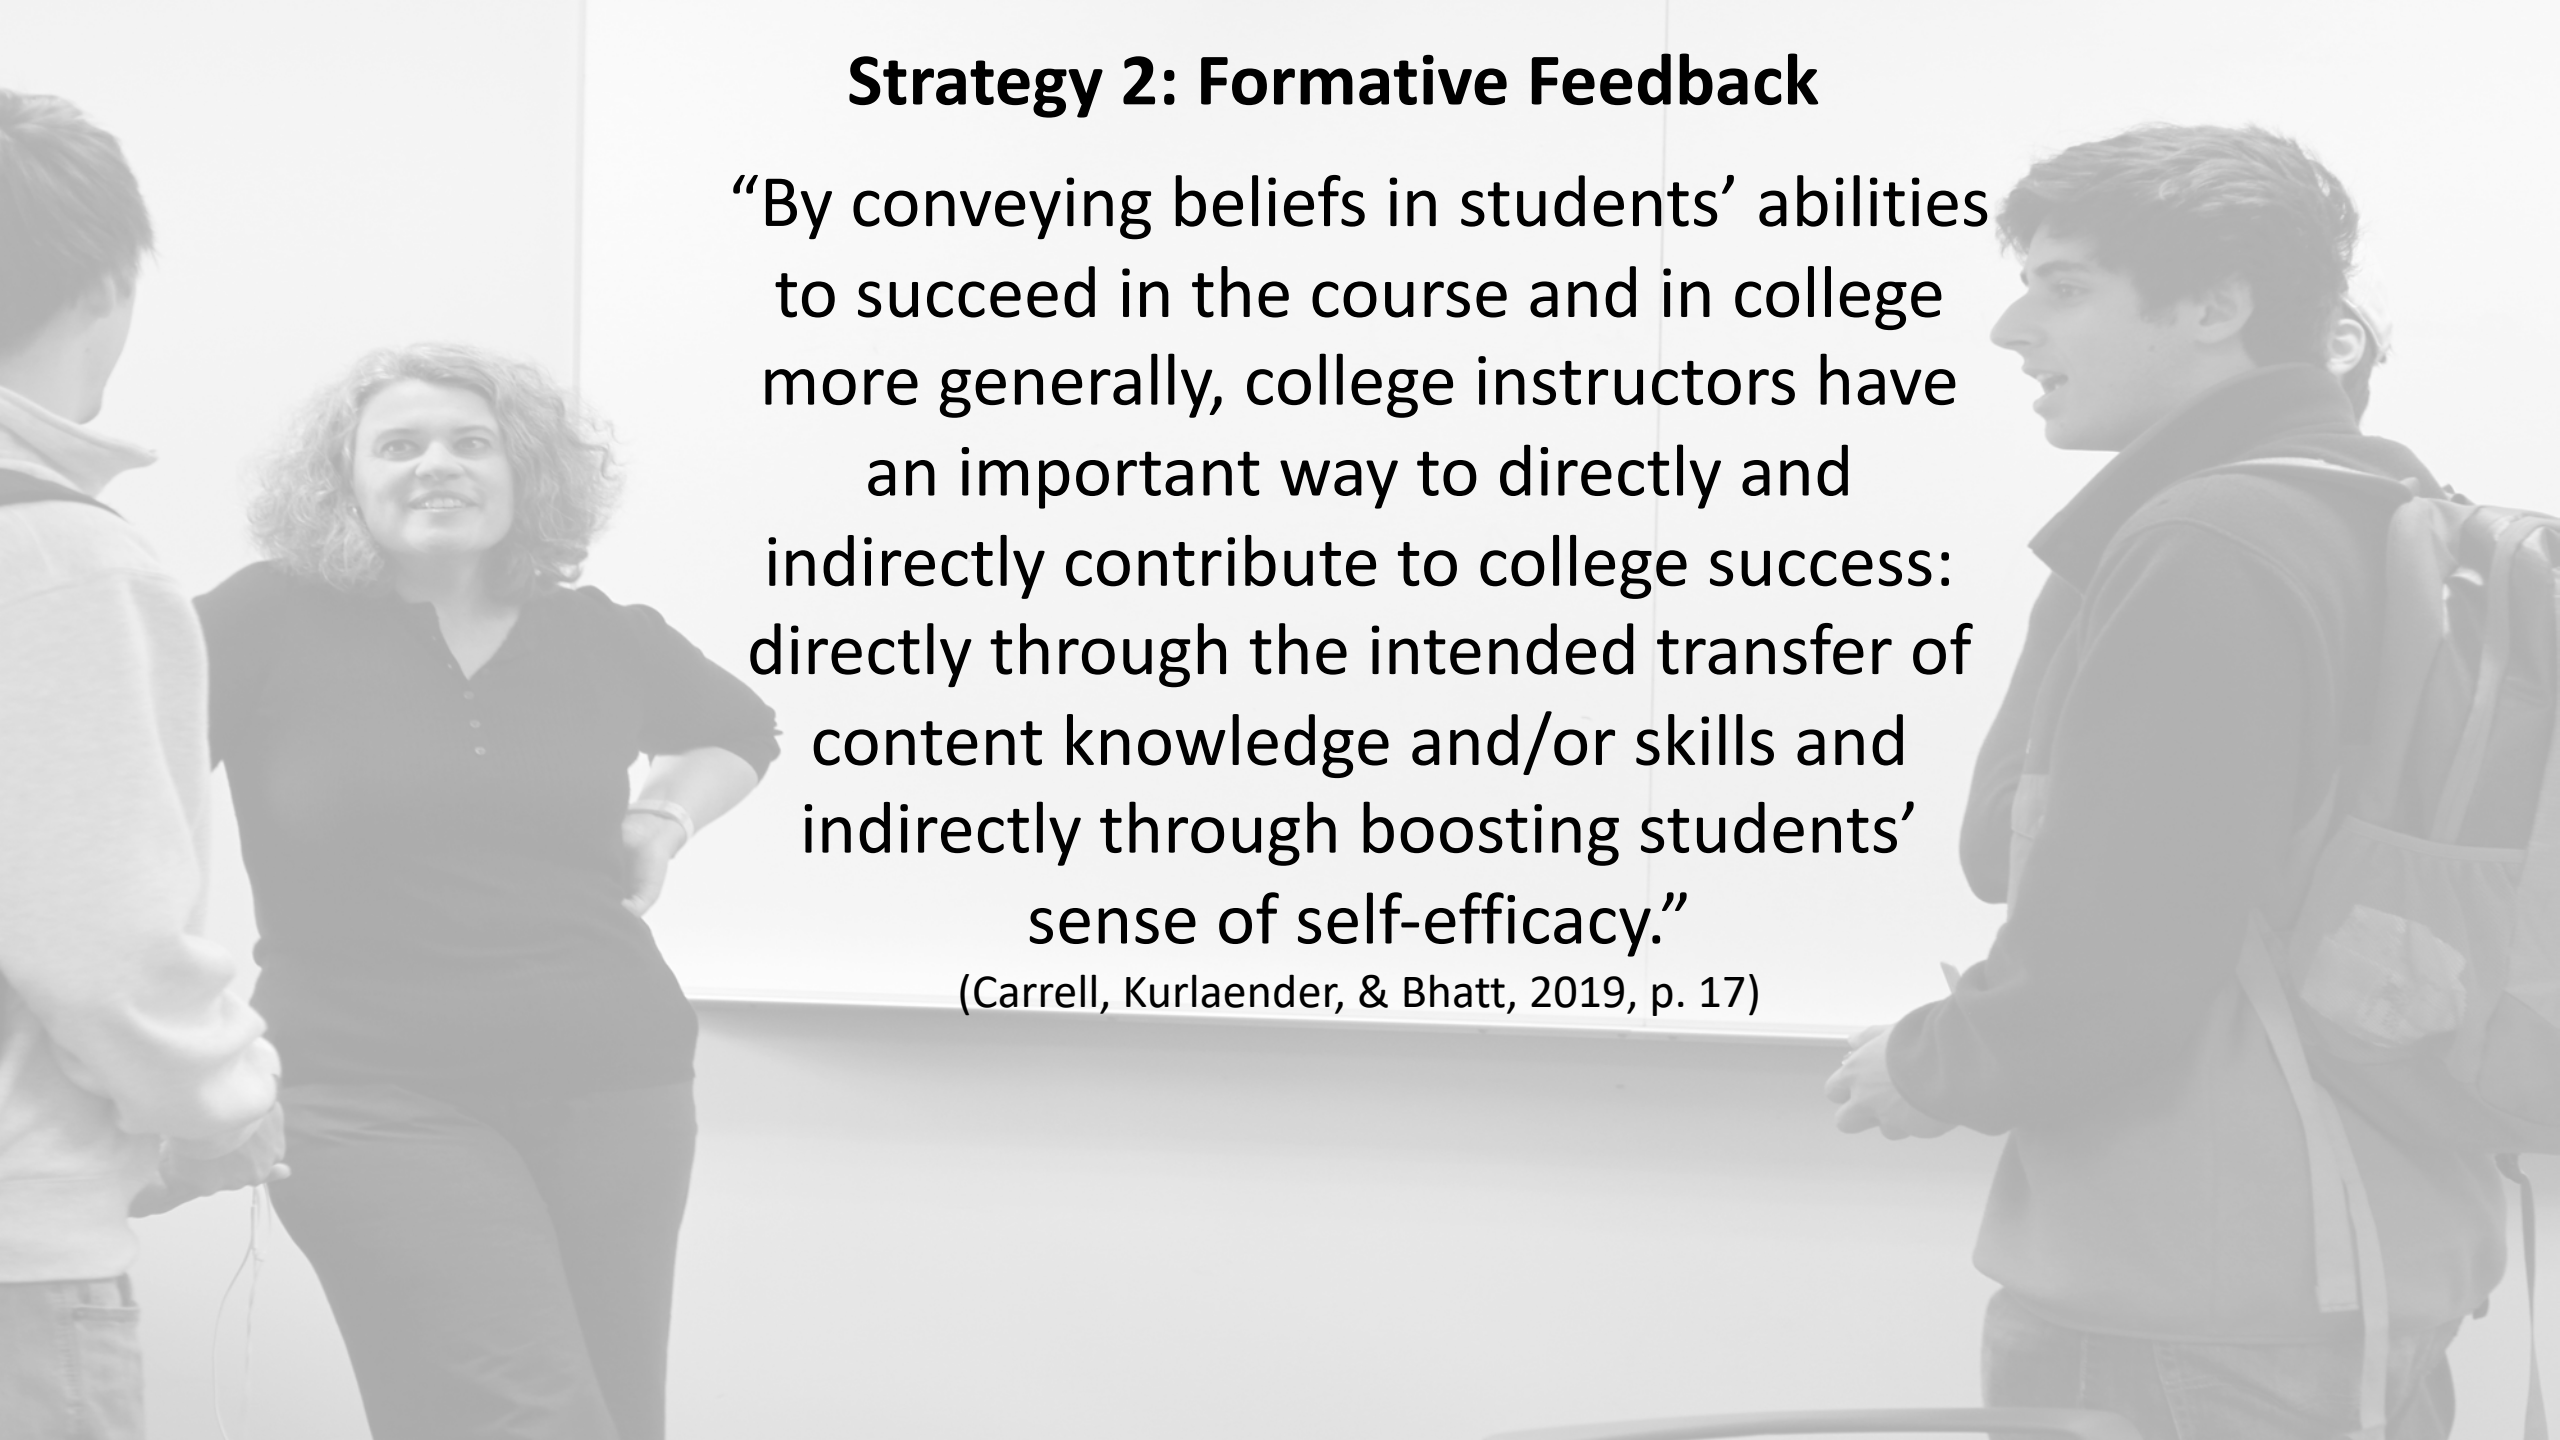 Strategy 2: Formative Feedback
“By conveying beliefs in students’ abilities
to succeed in the course and in college
more generally, college instructors have
an important way to directly and
indirectly contribute to college success:
directly through the intended transfer of
content knowledge and/or skills and
indirectly through boosting students’
sense of self-efficacy.”
(Carrell, Kurlaender, & Bhatt, 2019, p. 17)